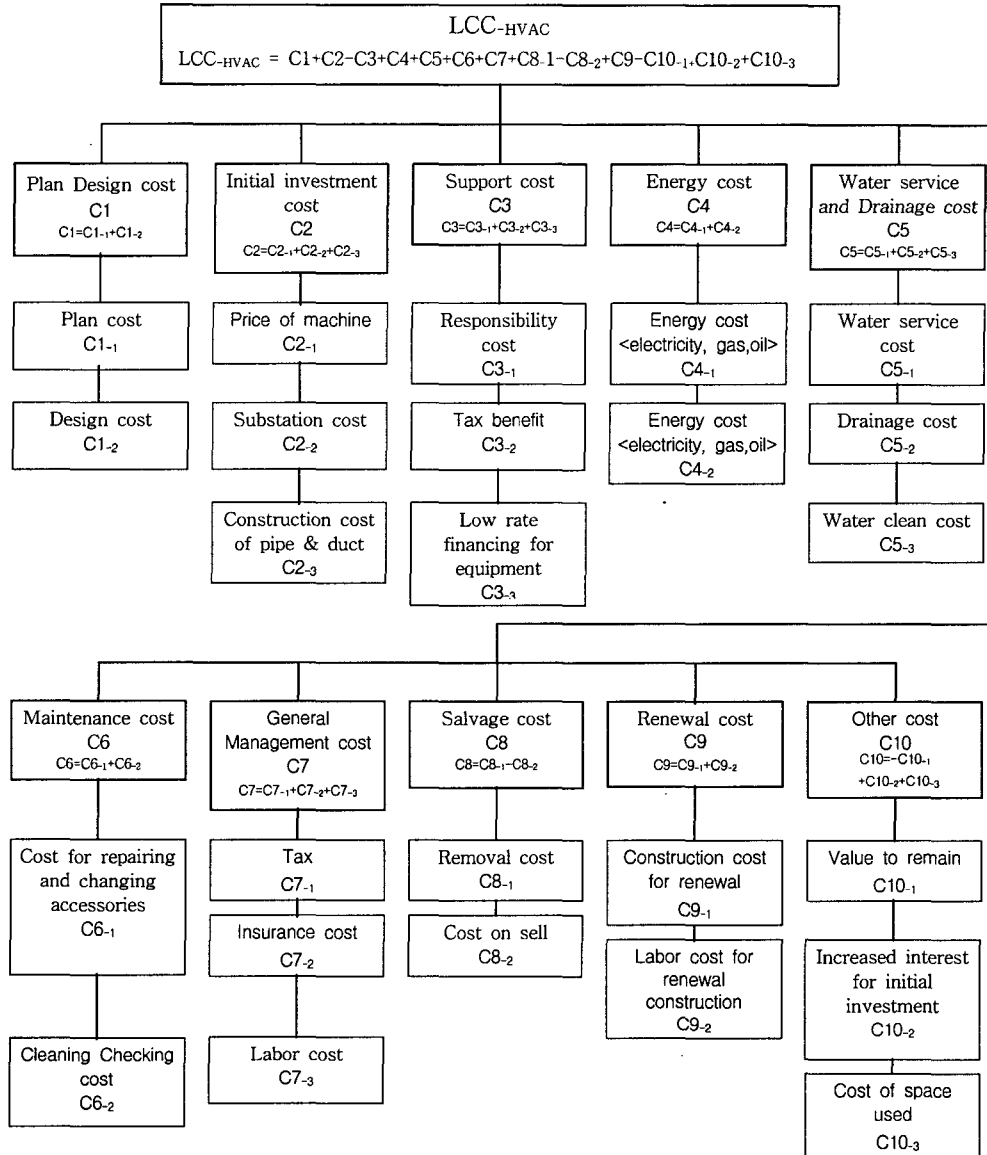 LCC-HVAC
LCC-HVAC = C1+C2-C3+C4+C5+C6+C7+C8-1-C8-2+C9-C10-1+C10-2+C10-3
Plan Design cost
C1
C1=C1-1+C1-2
Plan cost
C1-1
Design cost
C1-2
Initial investment
cost
C2
C2=C2-1+C2-2+C2-3
Price of machine
C2-1
Substation cost
C2-2
Construction cost
of pipe & duct
C2-3
Support cost
C3
C3=C3-1+C3-2+C3-3
Responsibility
cost
C3-1
Tax benefit
C3-2
Low rate
financing for
equipment
C3-3
Energy cost
C4
C4=C4-1+C4-2
Energy cost
<electricity, gas,oil>
C4-1
Energy cost
<electricity, gas,oil>
C4-2
Water service
and Drainage cost
C5
C5=C5-1+C5-2+C5-3
Water service
cost
C5-1
Drainage cost
C5-2
Water clean cost
C5-3
Maintenance cost
C6
C6=C6-1+C6-2
Cost for repairing
and changing
accessories
C6-1
Cleaning Checking
cost
C6-2
General
Management cost
C7
C7=C7-1+C7-2+C7-3
Tax
C7-1
Insurance cost
C7-2
Labor cost
C7-3
Salvage cost
C8
C8=C8-1-C8-2
Removal cost
C8-1
Cost on sell
C8-2
Renewal cost
C9
C9=C9-1+C9-2
Construction cost
for renewal
C9-1
Labor cost for
renewal
construction
C9-2
Other cost
C10
C10=-C10-1
+C10-2+C10-3
Value to remain
C10-1
Increased interest
for initial
investment
C10-2
Cost of space
used
C10-3